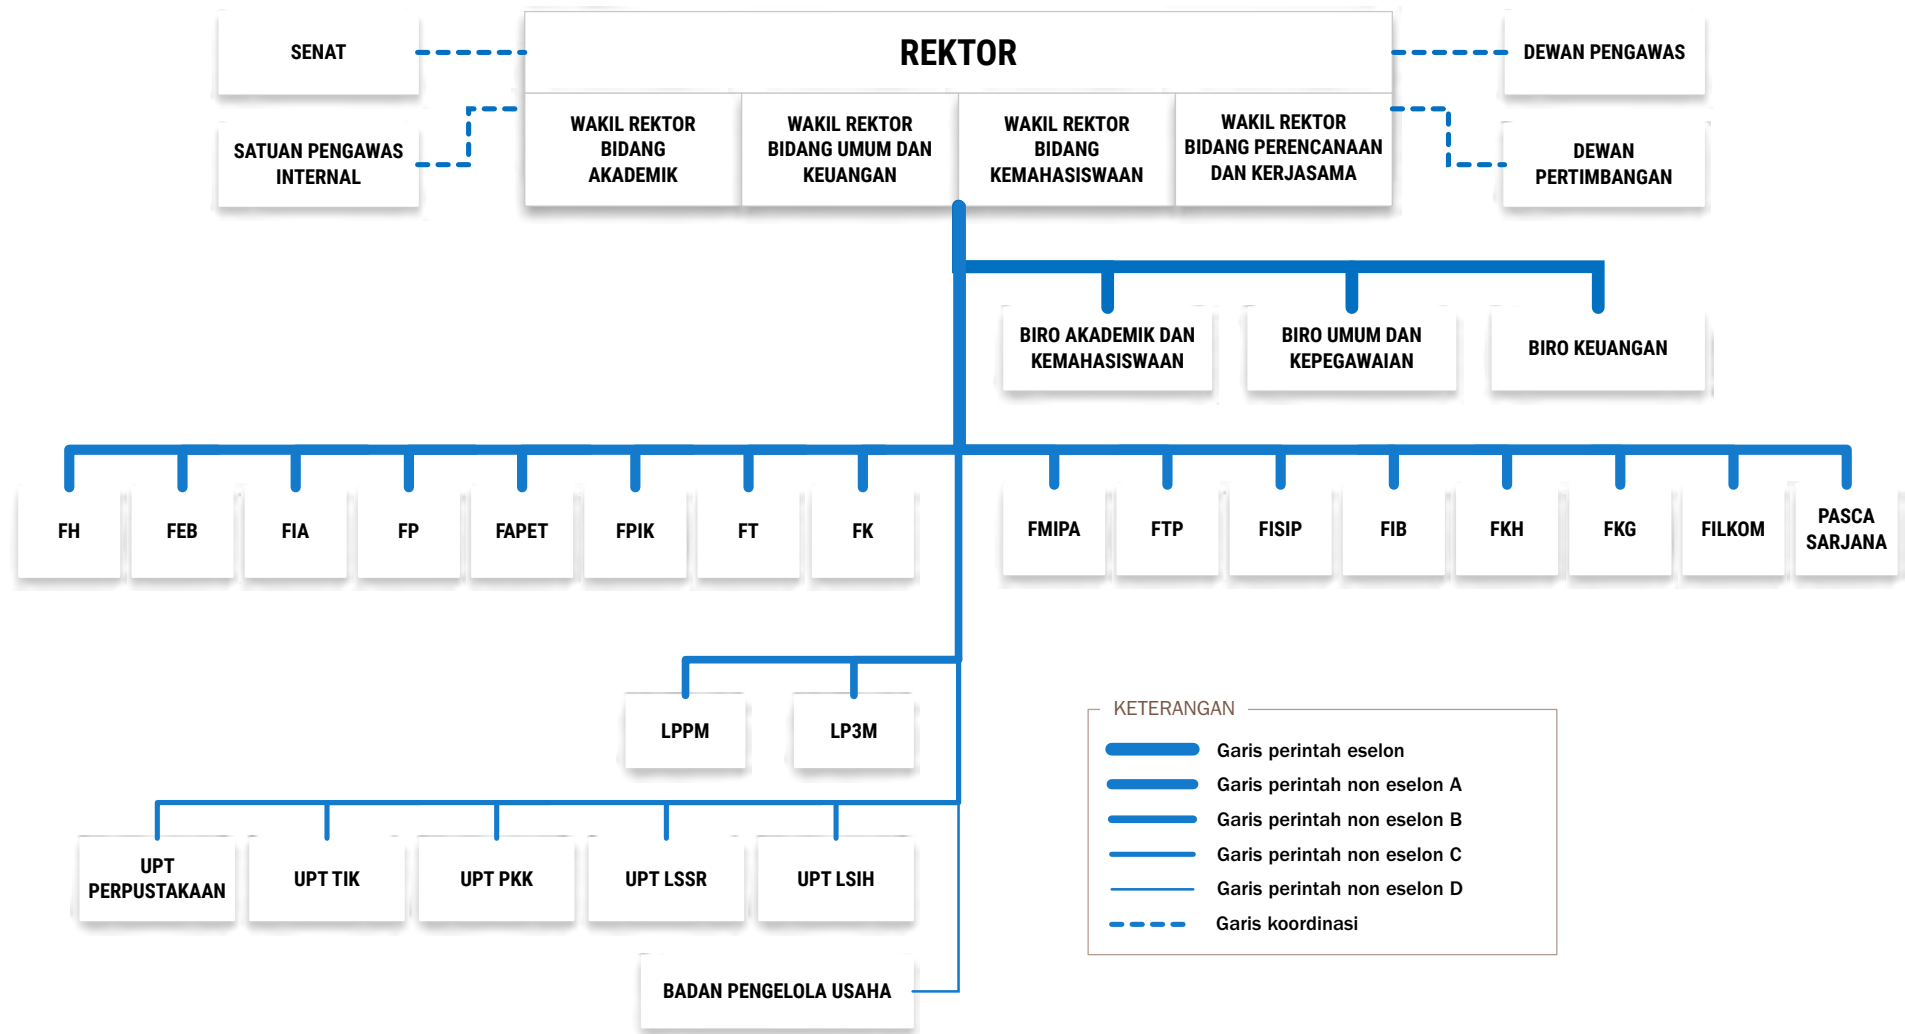 SENAT
REKTOR
DEWAN PENGAWAS
SATUAN PENGAWAS
INTERNAL
WAKIL REKTOR
BIDANG
AKADEMIK
WAKIL REKTOR
BIDANG UMUM DAN
KEUANGAN
WAKIL REKTOR
BIDANG
KEMAHASISWAAN
WAKIL REKTOR
BIDANG PERENCANAAN
DAN KERJASAMA
DEWAN
PERTIMBANGAN
BIRO AKADEMIK DAN
KEMAHASISWAAN
BIRO UMUM DAN
KEPEGAWAIAN
BIRO KEUANGAN
FH
FEB
FIA
FP
FAPET
FPIK
FT
FK
FMIPA
FTP
FISIP
FIB
FKH
FKG
FILKOM
PASCA
SARJANA
LPPM
LP3M
KETERANGAN
Garis perintah eselon
Garis perintah non eselon A
Garis perintah non eselon B
Garis perintah non eselon C
Garis perintah non eselon D
Garis koordinasi
UPT
PERPUSTAKAAN
UPT TIK
UPT PKK
UPT LSSR
UPT LSIH
BADAN PENGELOLA USAHA